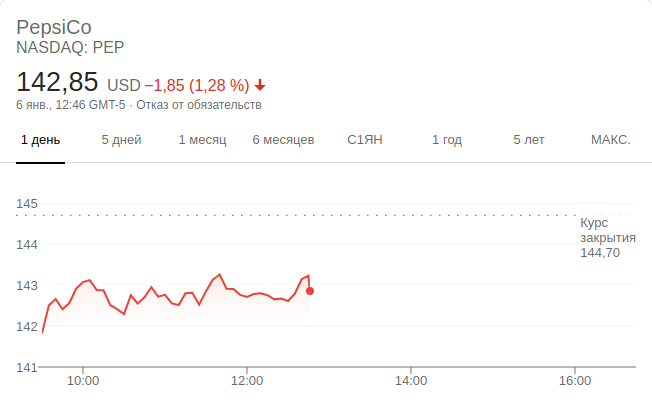 PepsiCo
NASDAQ: PEP
142,85 USD −1,85 (1,28 %)
6 янв., 12:46 GMT-5 · Отказ от обязательств
1 день 5 дней 1 месяц 6 месяцев С1ЯН 1 год 5 лет МАКС.
145
Курс
закрытия
144,70
144
143
142
141
10:00 12:00 14:00 16:00